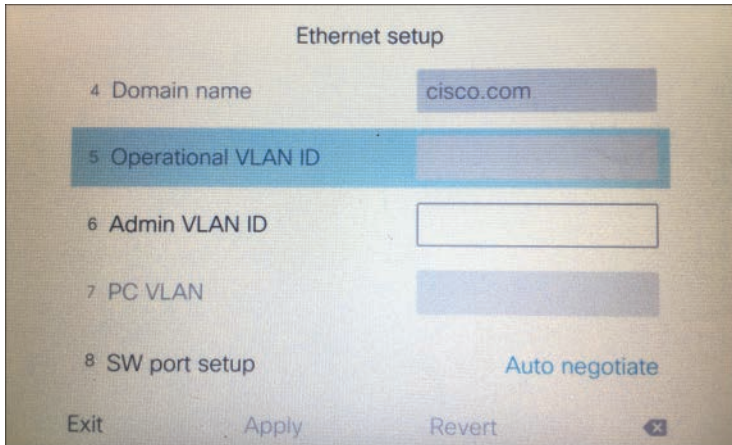 Ethernet setup
4 Domain name cisco.com
5 Operational VLAN ID
6 Admin VLAN ID
7 PC VLAN
8 SW port setup Auto negotiate
Exit Apply Revert